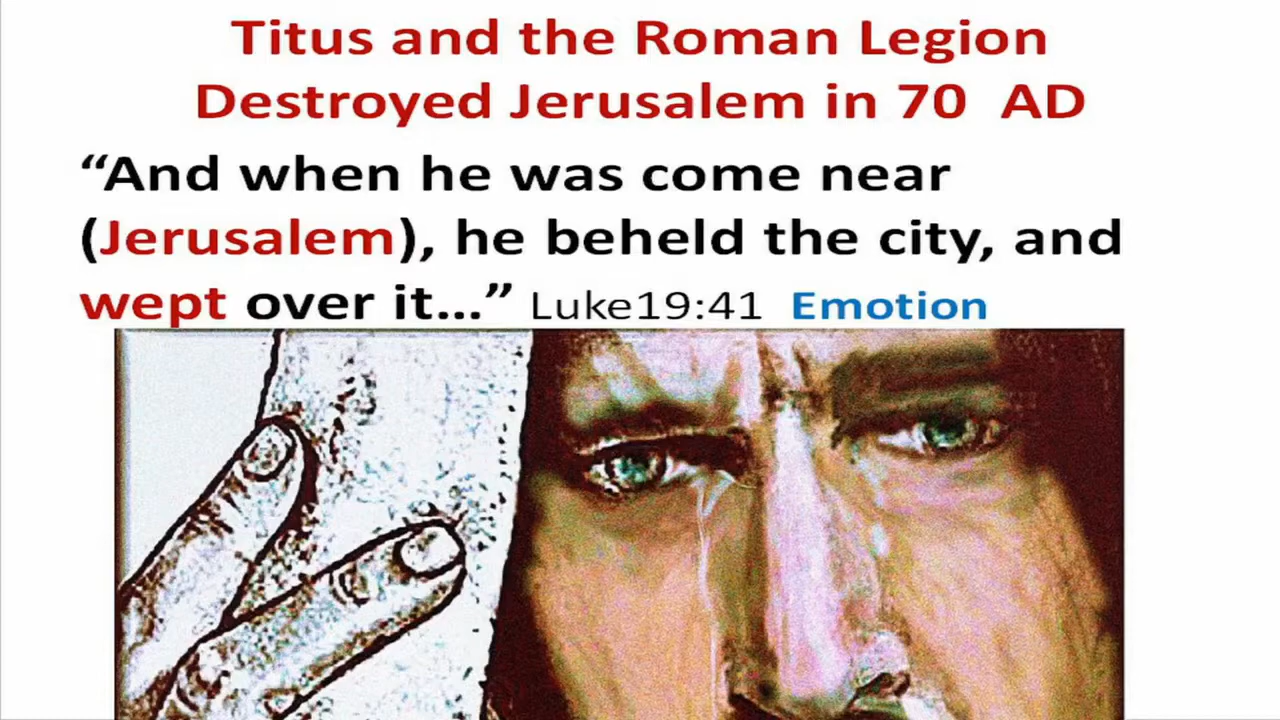 Titus and the Roman Legion
Destroyed Jerusalem in 70  AD
“And when he was come near
(Jerusalem), he beheld the city, and
wept over it...” Luke19:41  Emotion